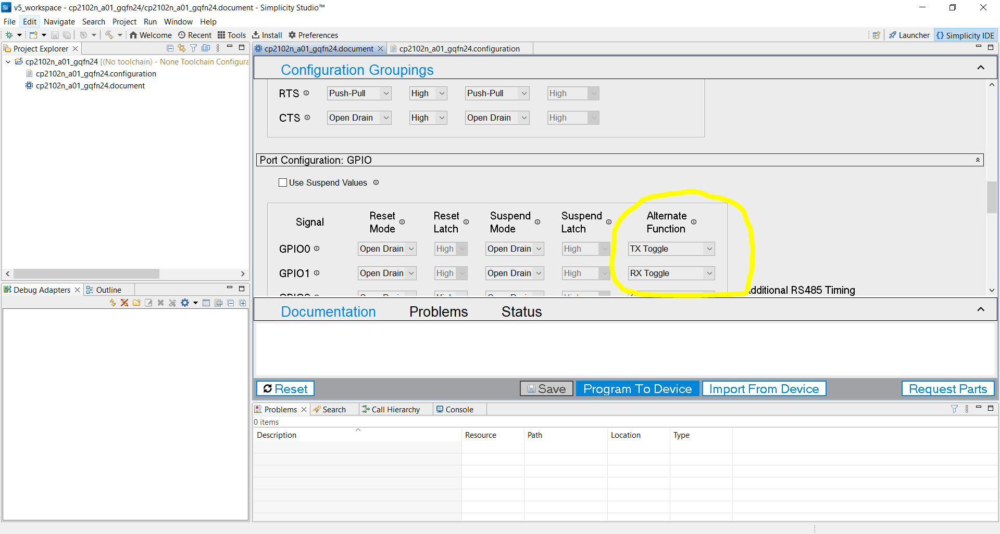 v5_workspace - cp2102n_a01_gqfn24/cp2102n_a01_gqfn24.document - Simplicity Studio™
File Edit Navigate Search Project Run Window Help
Welcome Recent Tools Install Preferences Launcher {} Simplicity IDE
Project Explorer
cp2102n_a01_gqfn24 [(No toolchain) - None Toolchain Configura
cp2102n_a01_gqfn24.configuration
cp2102n_a01_gqfn24.document
cp2102n_a01_gqfn24.document cp2102n_a01_gqfn24.configuration
Configuration Groupings
RTS Push-Pull High Push-Pull High
CTS Open Drain High Open Drain High
Port Configuration: GPIO
Use Suspend Values
Signal Reset Mode Reset Latch Suspend Mode Suspend Latch Alternate Function
GPIO0 Open Drain High Open Drain High TX Toggle
GPIO1 Open Drain High Open Drain High RX Toggle
dditional RS485 Timing
Documentation Problems Status
Reset Save Program To Device Import From Device Request Parts
Debug Adapters Outline
Problems Search Call Hierarchy Console
0 items
Description Resource Path Location Type